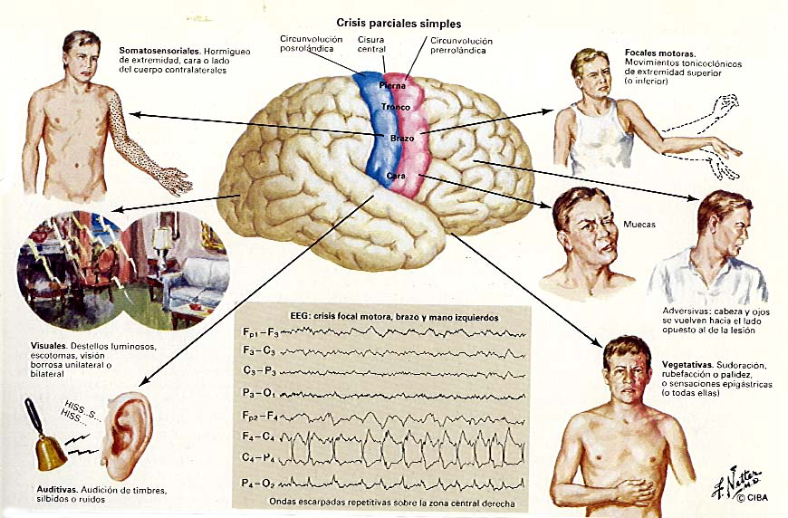 Crisis parciales simples
Circunvolución
posrolándica
Cisura
central
Circunvolución
prerrolándica
Somatosensoriales. Hormigueo
de extremidad, cara o lado
del cuerpo contralaterales
Focales motoras.
Movimientos tonicoclónicos
de extremidad superior
(o inferior)
Pierna
Tronco
Brazo
Cara
Muecas
Adversivas: cabeza y ojos
se vuelven hacia el lado
opuesto al de la lesión
Visuales. Destellos luminosos,
escotomas, visión
borrosa unilateral o
bilateral
EEG: crisis focal motora, brazo y mano izquierdos
Fp1–F3
F3–C3
C3–P3
P3–O1
Fp2–F4
F4–C4
C4–P4
P4–O2
Ondas escarpadas repetitivas sobre la zona central derecha
Vegetativas. Sudoración,
rubefacción o palidez,
o sensaciones epigástricas
(o todas ellas)
HISS..S...
HISS...
Auditivas. Audición de timbres,
silbidos o ruidos
F. Netter
M.D.
© CIBA